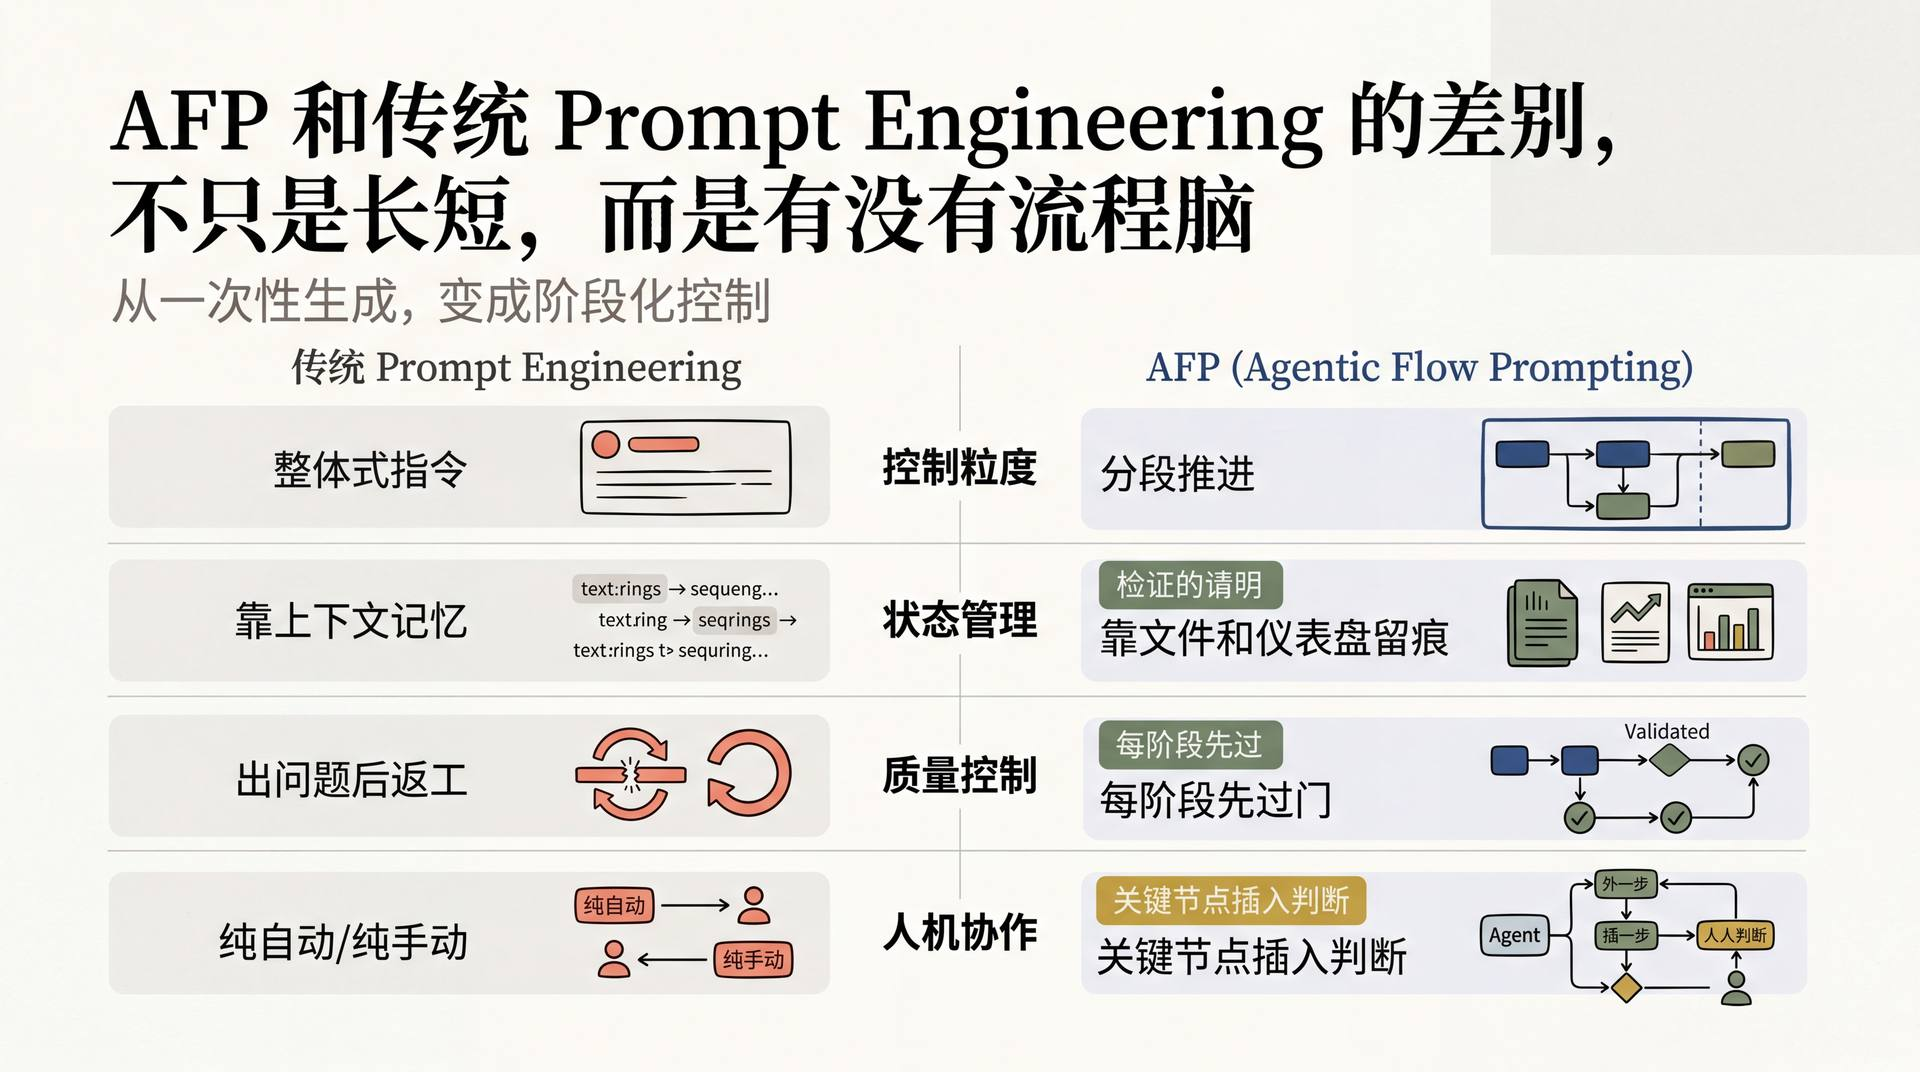 AFP 和传统 Prompt Engineering 的差别，
不只是长短，而是有没有流程脑
从一次性生成，变成阶段化控制
传统 Prompt Engineering
AFP (Agentic Flow Prompting)
整体式指令
控制粒度
分段推进
靠上下文记忆
text:rings → sequeng...
text.ring → seqrings →
text:rings t> sequring...
状态管理
检证的请明
靠文件和仪表盘留痕
出问题后返工
质量控制
每阶段先过
每阶段先过门
Validated
纯自动/纯手动
纯自动
纯手动
人机协作
关键节点插入判断
关键节点插入判断
Agent
外一步
插一步
人人判断